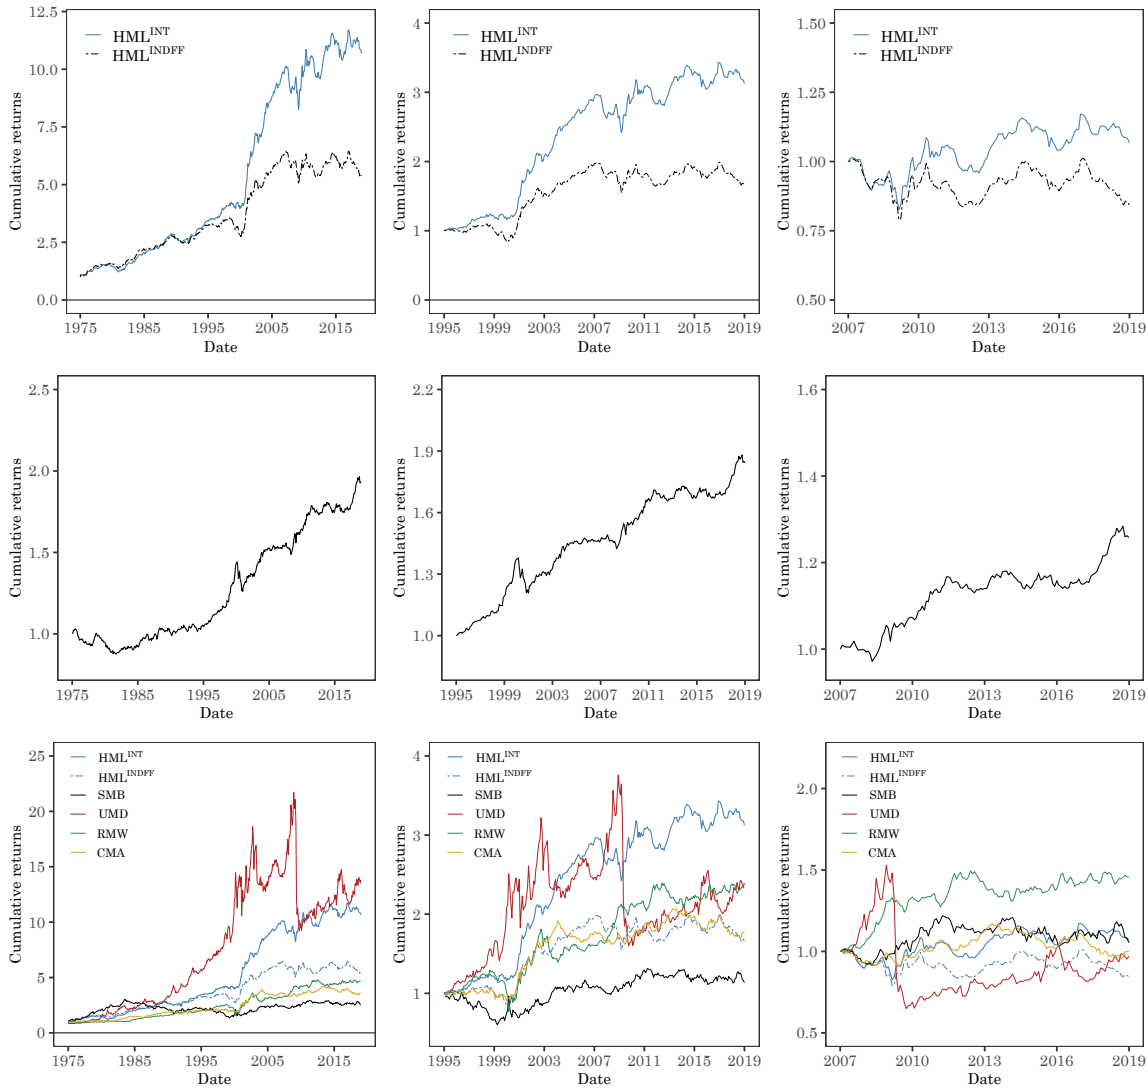 Cumulative returns
12.5
10.0
7.5
5.0
2.5
0.0
HML^INT
HML^INDFF
1975 1985 1995 2005 2015
Date
Cumulative returns
4
3
2
1
0
HML^INT
HML^INDFF
1995 1999 2003 2007 2011 2015 2019
Date
Cumulative returns
1.50
1.25
1.00
0.75
0.50
HML^INT
HML^INDFF
2007 2010 2013 2016 2019
Date
Cumulative returns
2.5
2.0
1.5
1.0
1975 1985 1995 2005 2015
Date
Cumulative returns
2.2
1.9
1.6
1.3
1.0
1995 1999 2003 2007 2011 2015 2019
Date
Cumulative returns
1.6
1.4
1.2
1.0
2007 2010 2013 2016 2019
Date
Cumulative returns
25
20
15
10
5
0
HML^INT
HML^INDFF
SMB
UMD
RMW
CMA
1975 1985 1995 2005 2015
Date
Cumulative returns
4
3
2
1
HML^INT
HML^INDFF
SMB
UMD
RMW
CMA
1995 1999 2003 2007 2011 2015 2019
Date
Cumulative returns
2.0
1.5
1.0
0.5
HML^INT
HML^INDFF
SMB
UMD
RMW
CMA
2007 2010 2013 2016 2019
Date